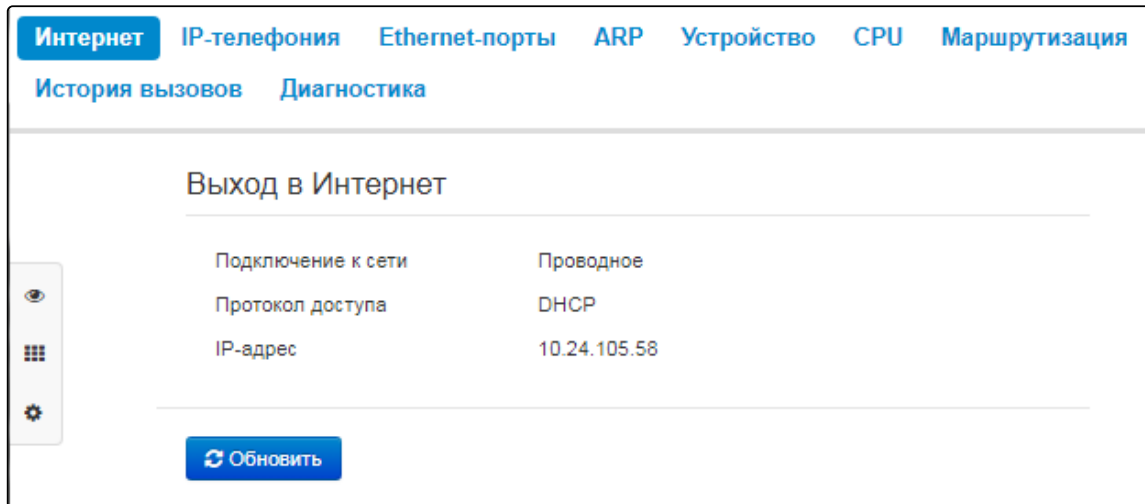 Интернет IP-телефония Ethernet-порты ARP Устройство CPU Маршрутизация
История вызовов Диагностика
Выход в Интернет
Подключение к сети Проводное
Протокол доступа DHCP
IP-адрес 10.24.105.58
Обновить